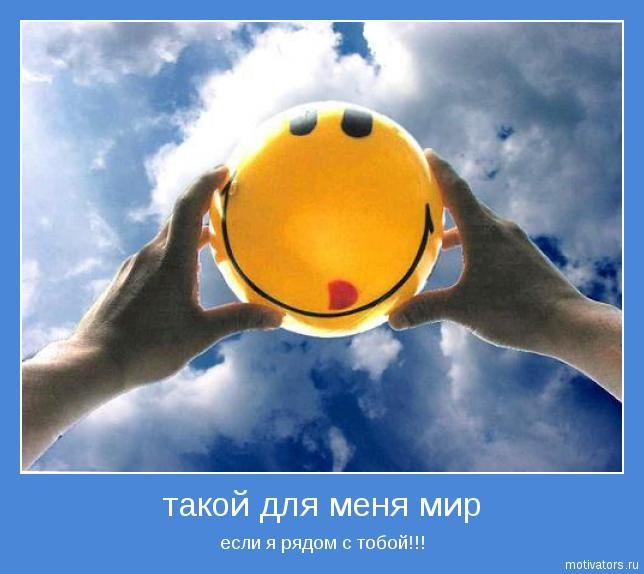 такой для меня мир
если я рядом с тобой!!!
motivators.ru